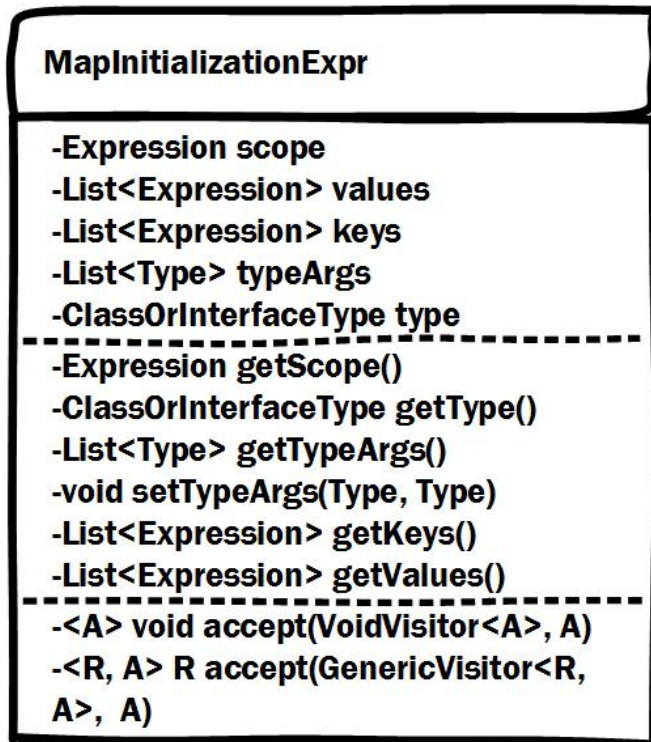 MapInitializationExpr
-Expression scope
-List<Expression> values
-List<Expression> keys
-List<Type> typeArgs
-ClassOrInterfaceType type
-Expression getScope()
-ClassOrInterfaceType getType()
-List<Type> getTypeArgs()
-void setTypeArgs(Type, Type)
-List<Expression> getKeys()
-List<Expression> getValues()
-<A> void accept(VoidVisitor<A>, A)
-<R, A> R accept(GenericVisitor<R,
A>, A)